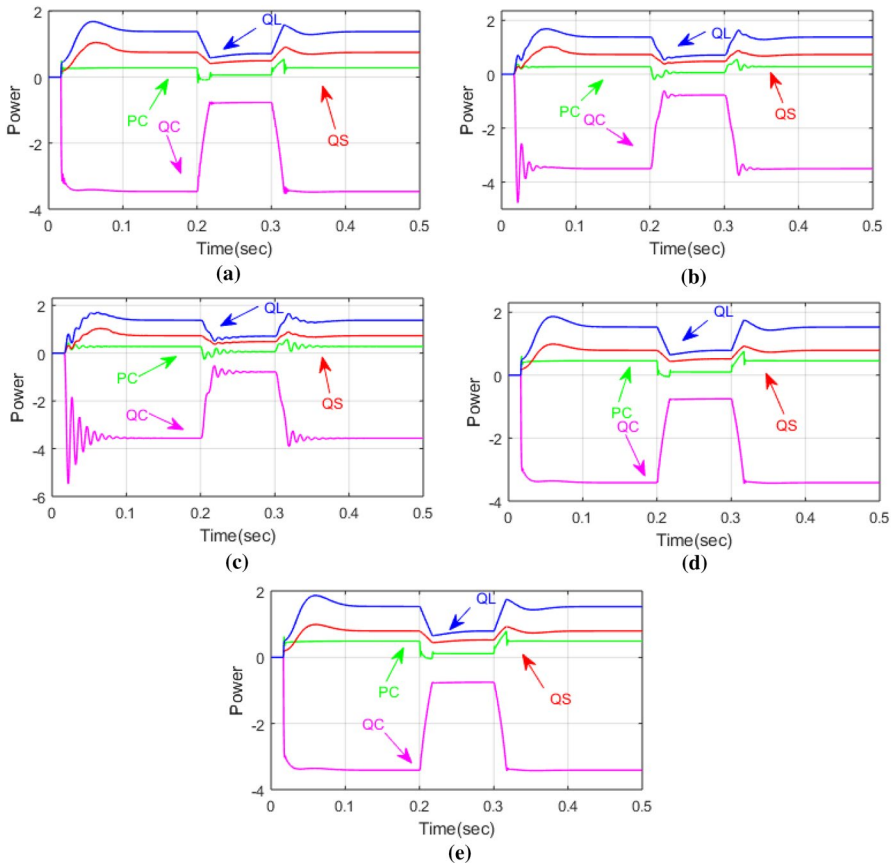 2
0
-2
-4
Power
QL
PC
QC
QS
0
0.1
0.2
0.3
0.4
0.5
Time(sec)
(a)
2
0
-2
-4
Power
QL
PC
QC
QS
0
0.1
0.2
0.3
0.4
0.5
Time(sec)
(b)
2
0
-2
-4
-6
Power
QL
PC
QC
QS
0
0.1
0.2
0.3
0.4
0.5
Time(sec)
(c)
2
0
-2
-4
Power
QL
PC
QC
QS
0
0.1
0.2
0.3
0.4
0.5
Time(sec)
(d)
2
0
-2
-4
Power
QL
PC
QC
QS
0
0.1
0.2
0.3
0.4
0.5
Time(sec)
(e)